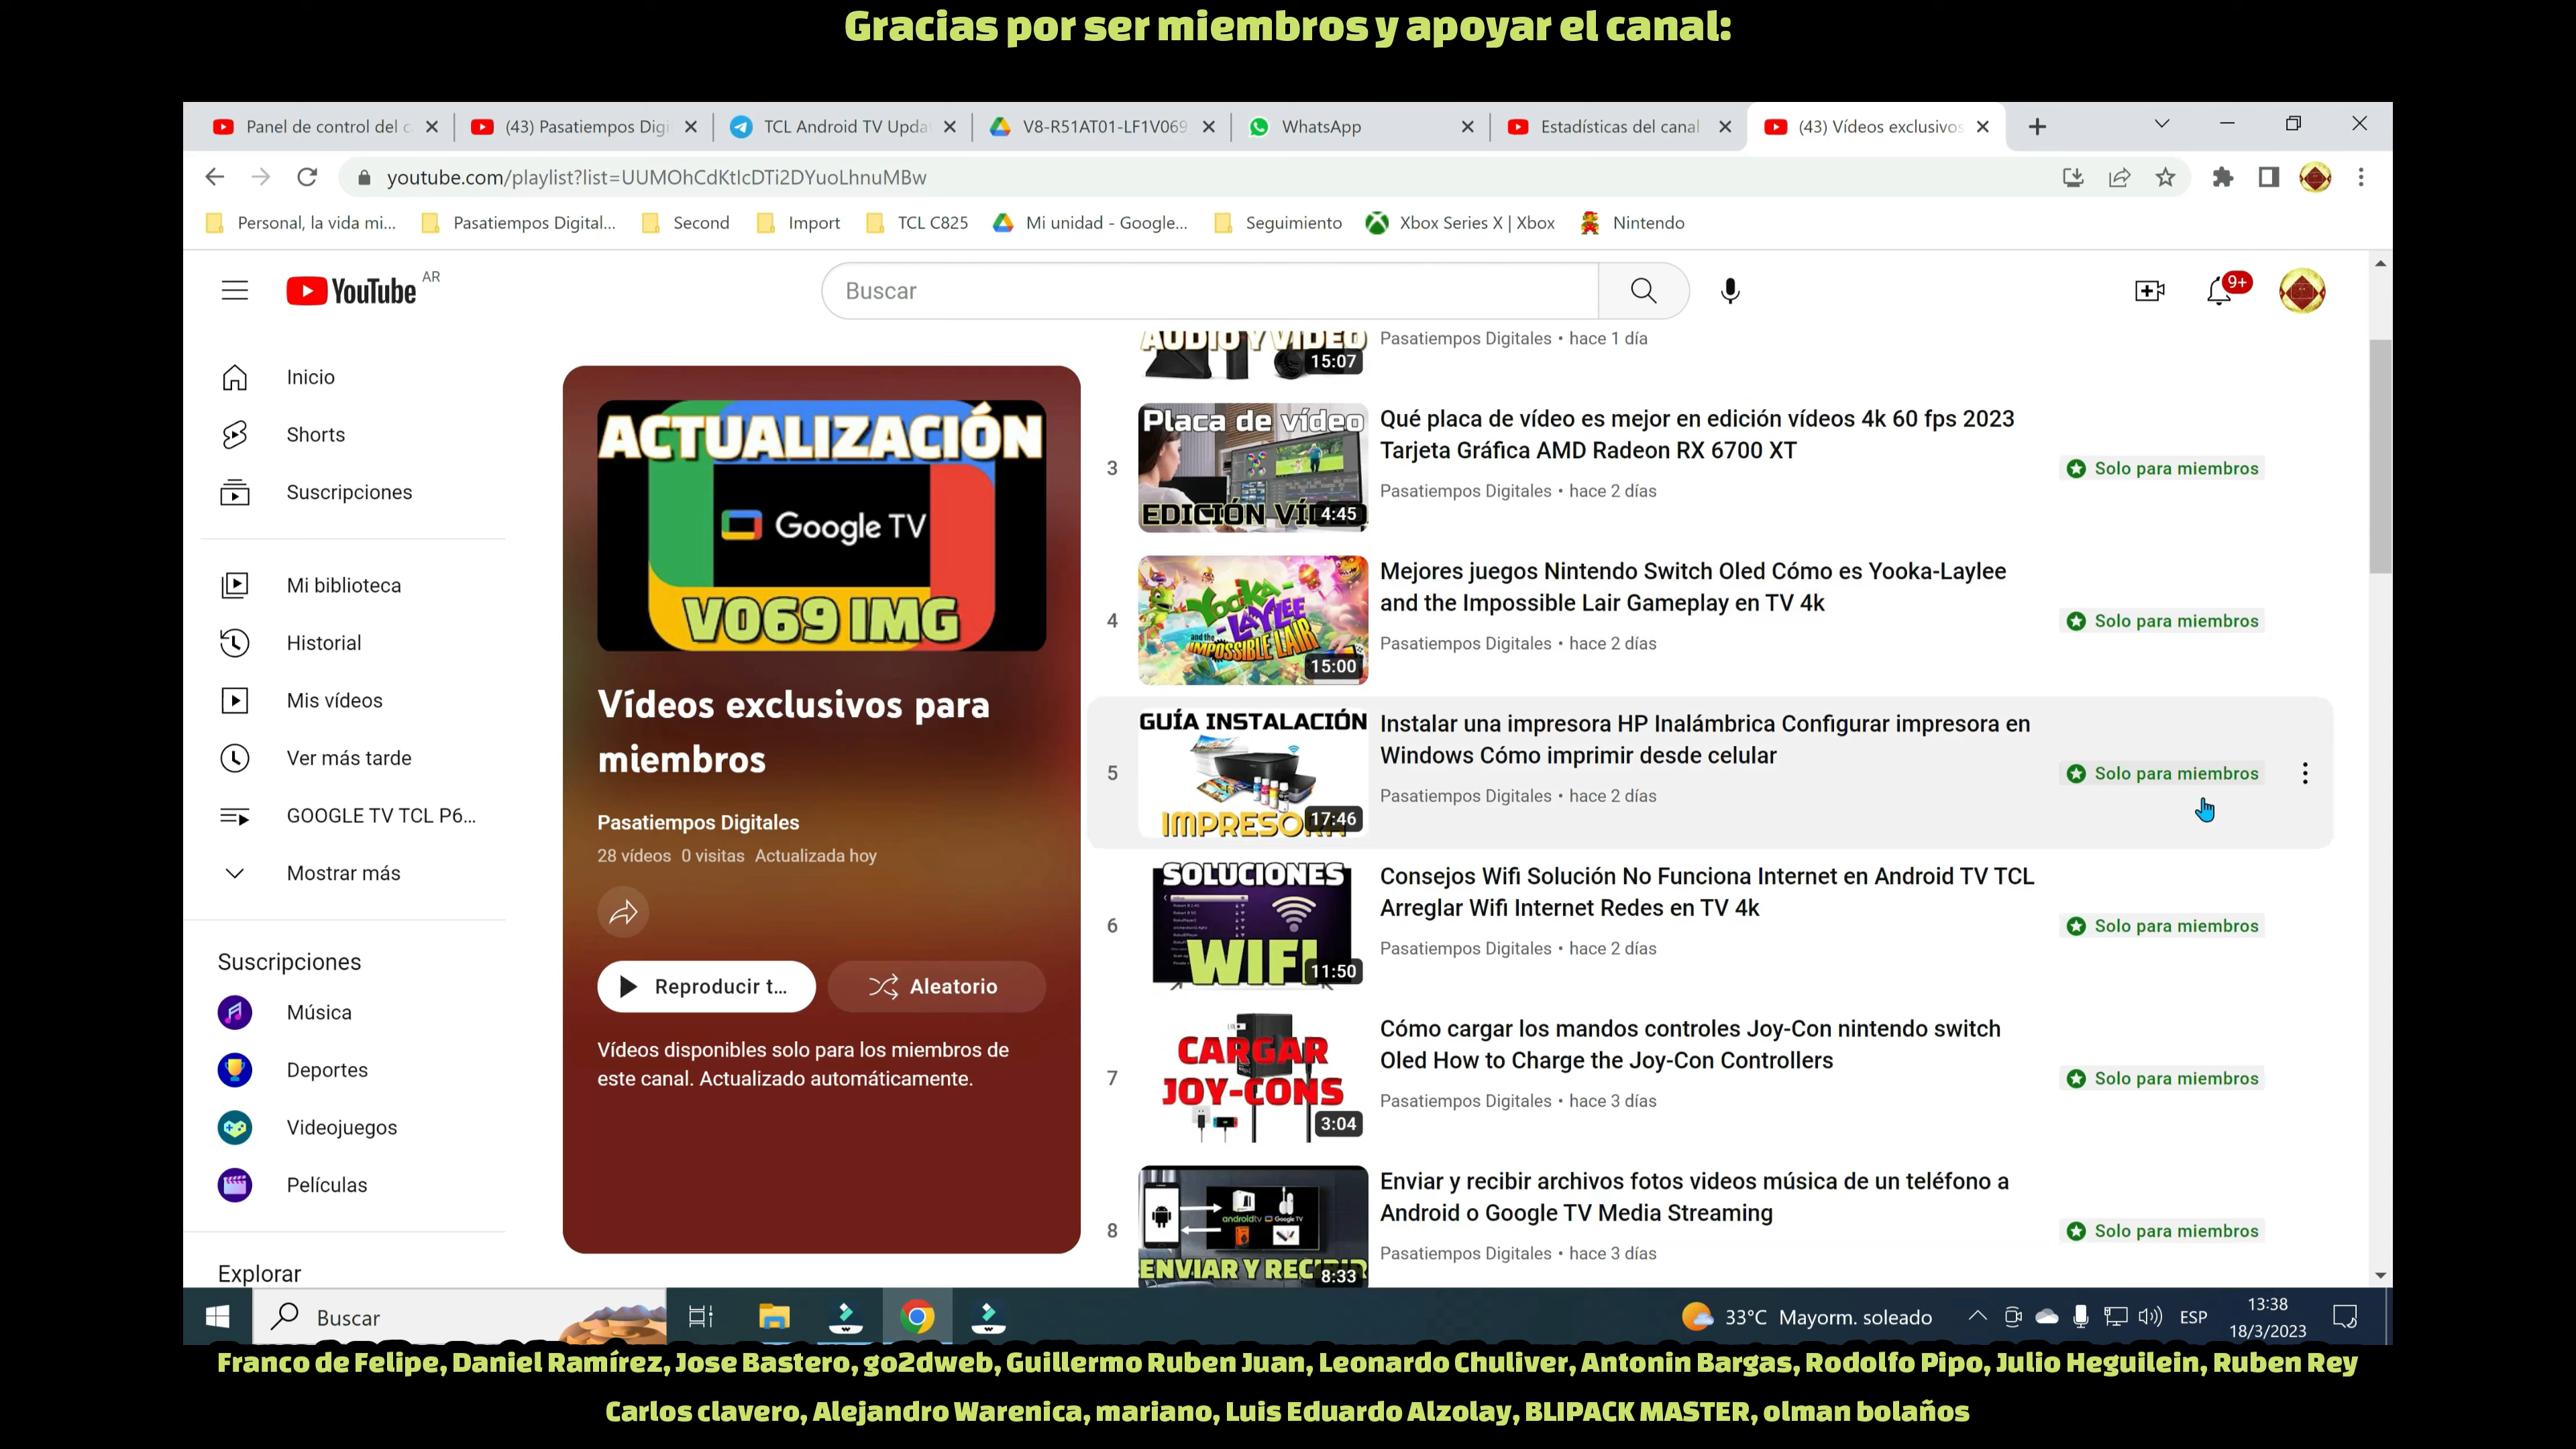 Gracias por ser miembros y apoyar el canal:
Panel de control del c
(43) Pasatiempos Digi
TCL Android TV Upda
V8-R51AT01-LF1V069
WhatsApp
Estadísticas del canal
(43) Vídeos exclusivos
youtube.com/playlist?list=UUMOhCdKtIcDTi2DYuoLhnuMBw
Personal, la vida mi...
Pasatiempos Digital...
Second
Import
TCL C825
Mi unidad - Google...
Seguimiento
Xbox Series X | Xbox
Nintendo
YouTube AR
Buscar
9+
Inicio
Shorts
Suscripciones
Mi biblioteca
Historial
Mis vídeos
Ver más tarde
GOOGLE TV TCL P6...
Mostrar más
Suscripciones
Música
Deportes
Videojuegos
Películas
Explorar
ACTUALIZACIÓN
Google TV
V069 IMG
Vídeos exclusivos para
miembros
Pasatiempos Digitales
28 vídeos 0 visitas Actualizada hoy
Reproducir t...
Aleatorio
Vídeos disponibles solo para los miembros de
este canal. Actualizado automáticamente.
AUDIO Y VIDEO
15:07
Pasatiempos Digitales • hace 1 día
3
Placa de vídeo
EDICIÓN VÍD
4:45
Qué placa de vídeo es mejor en edición vídeos 4k 60 fps 2023
Tarjeta Gráfica AMD Radeon RX 6700 XT
Pasatiempos Digitales • hace 2 días
Solo para miembros
4
YOOKA-
LAYLEE
and the
IMPOSSIBLE LAIR
15:00
Mejores juegos Nintendo Switch Oled Cómo es Yooka-Laylee
and the Impossible Lair Gameplay en TV 4k
Pasatiempos Digitales • hace 2 días
Solo para miembros
5
GUÍA INSTALACIÓN
IMPRESORA
17:46
Instalar una impresora HP Inalámbrica Configurar impresora en
Windows Cómo imprimir desde celular
Pasatiempos Digitales • hace 2 días
Solo para miembros
6
SOLUCIONES
WIFI
11:50
Consejos Wifi Solución No Funciona Internet en Android TV TCL
Arreglar Wifi Internet Redes en TV 4k
Pasatiempos Digitales • hace 2 días
Solo para miembros
7
CARGAR
JOY-CONS
3:04
Cómo cargar los mandos controles Joy-Con nintendo switch
Oled How to Charge the Joy-Con Controllers
Pasatiempos Digitales • hace 3 días
Solo para miembros
8
androidtv Google TV
ENVIAR Y RECIBIR
8:33
Enviar y recibir archivos fotos videos música de un teléfono a
Android o Google TV Media Streaming
Pasatiempos Digitales • hace 3 días
Solo para miembros
Buscar
33°C Mayorm. soleado
ESP
13:38
18/3/2023
Franco de Felipe, Daniel Ramírez, Jose Bastero, go2dweb, Guillermo Ruben Juan, Leonardo Chuliver, Antonin Bargas, Rodolfo Pipo, Julio Heguilein, Ruben Rey
Carlos clavero, Alejandro Warenica, mariano, Luis Eduardo Alzolay, BLIPACK MASTER, olman bolaños